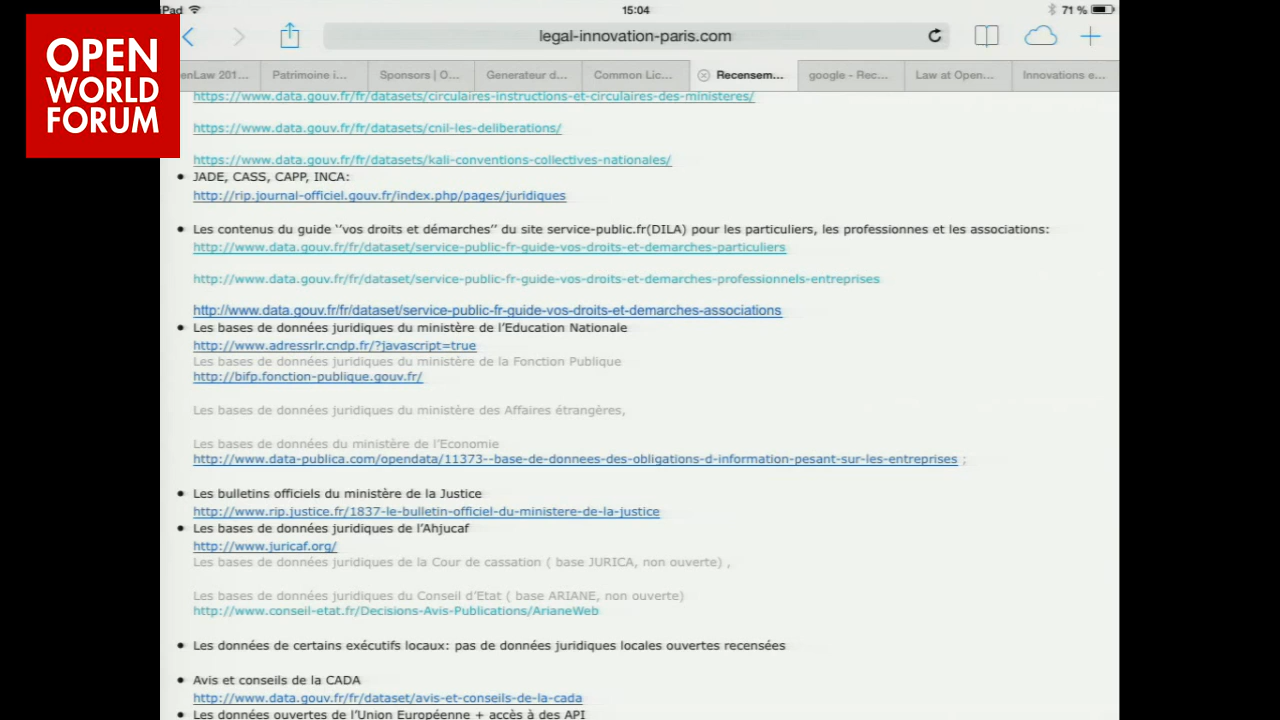 iPad
15:04
71 %
OPEN
WORLD
FORUM
legal-innovation-paris.com
enLaw 201...
Patrimoine i...
Sponsors | O...
Generateur d...
Common Lic...
Recensem...
google - Rec...
Law at Open...
Innovations e...
https://www.data.gouv.fr/fr/datasets/circulaires-instructions-et-circulaires-des-ministeres/
https://www.data.gouv.fr/fr/datasets/cnil-les-deliberations/
https://www.data.gouv.fr/fr/datasets/kali-conventions-collectives-nationales/
• JADE, CASS, CAPP, INCA:
http://rip.journal-officiel.gouv.fr/index.php/pages/juridiques
• Les contenus du guide ‘‘vos droits et démarches’’ du site service-public.fr(DILA) pour les particuliers, les professionnes et les associations:
http://www.data.gouv.fr/fr/dataset/service-public-fr-guide-vos-droits-et-demarches-particuliers
http://www.data.gouv.fr/fr/dataset/service-public-fr-guide-vos-droits-et-demarches-professionnels-entreprises
http://www.data.gouv.fr/fr/dataset/service-public-fr-guide-vos-droits-et-demarches-associations
• Les bases de données juridiques du ministère de l’Education Nationale
http://www.adressrlr.cndp.fr/?javascript=true
Les bases de données juridiques du ministère de la Fonction Publique
http://bifp.fonction-publique.gouv.fr/
Les bases de données juridiques du ministère des Affaires étrangères,
Les bases de données du ministère de l’Economie
http://www.data-publica.com/opendata/11373--base-de-donnees-des-obligations-d-information-pesant-sur-les-entreprises ;
• Les bulletins officiels du ministère de la Justice
http://www.rip.justice.fr/1837-le-bulletin-officiel-du-ministere-de-la-justice
• Les bases de données juridiques de l’Ahjucaf
http://www.juricaf.org/
Les bases de données juridiques de la Cour de cassation ( base JURICA, non ouverte) ,
Les bases de données juridiques du Conseil d’Etat ( base ARIANE, non ouverte)
http://www.conseil-etat.fr/Decisions-Avis-Publications/ArianeWeb
• Les données de certains exécutifs locaux: pas de données juridiques locales ouvertes recensées
• Avis et conseils de la CADA
http://www.data.gouv.fr/fr/dataset/avis-et-conseils-de-la-cada
• Les données ouvertes de l’Union Européenne + accès à des API